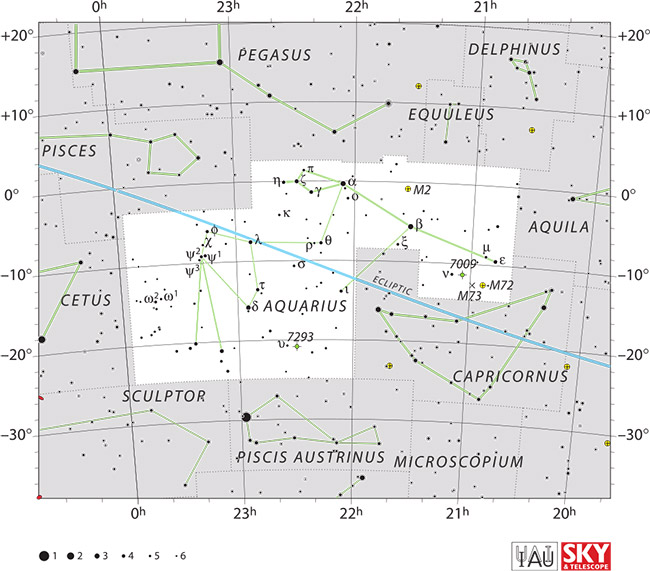 0h 23h 22h 21h
+20° +20°
PEGASUS DELPHINUS
+10° +10°
EQUULEUS
PISCES
η ζ π γ α ο M2
0° 0°
κ AQUILA
φ χ λ ρ θ β ξ
ψ² ψ¹ σ μ ε
ψ³ ν 7009
−10° −10°
CETUS ω² ω¹ τ ι ECLIPTIC M73 M72
δ AQUARIUS
υ 7293
−20° −20°
CAPRICORNUS
SCULPTOR
−30° −30°
PISCIS AUSTRINUS MICROSCOPIUM
0h 23h 22h 21h 20h
1 2 3 4 5 6
IAU SKY
& TELESCOPE